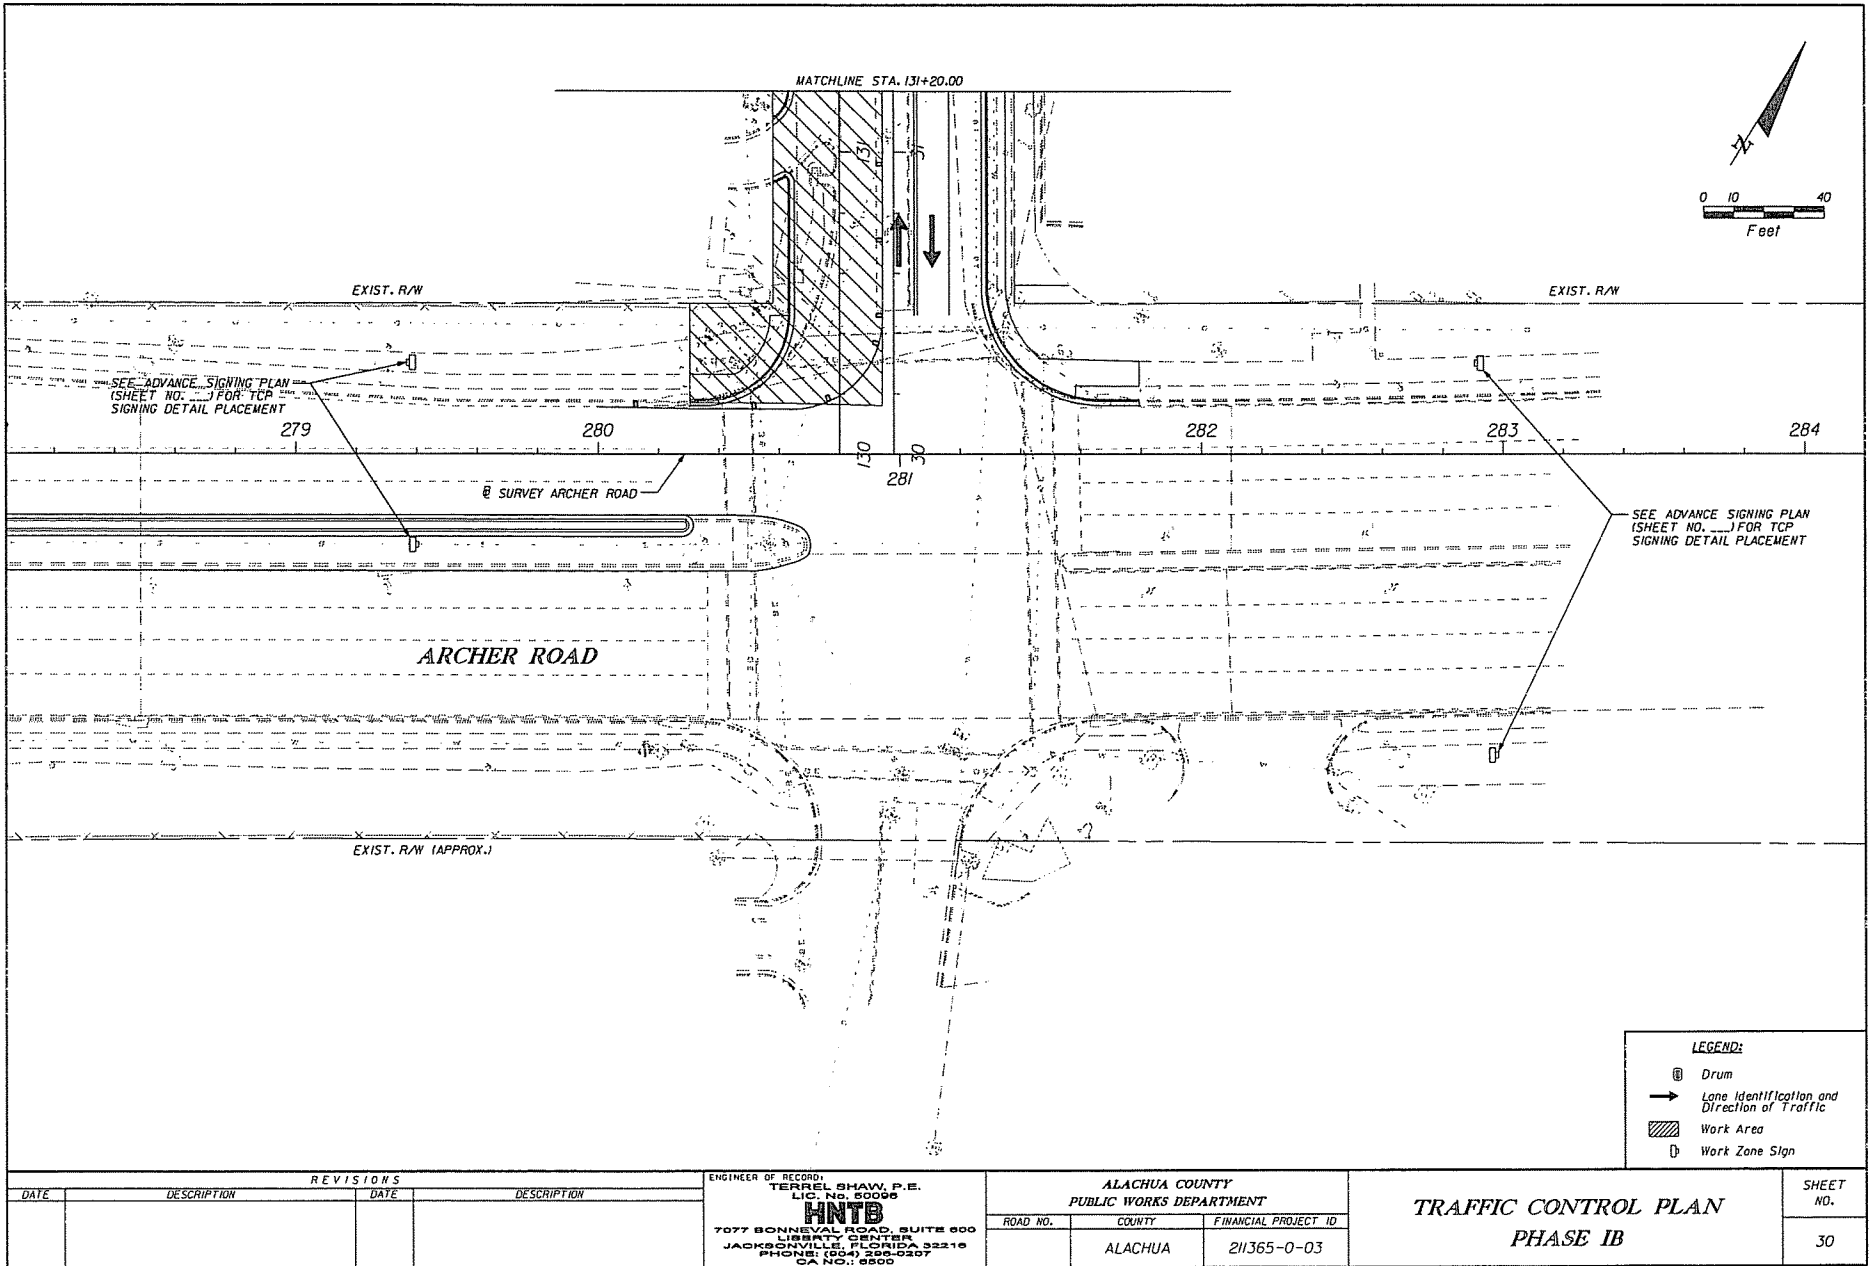 MATCHLINE STA. 131+20.00
131
31
N
0 10 40
Feet
EXIST. R/W
EXIST. R/W
SEE ADVANCE SIGNING PLAN
(SHEET NO. ___) FOR TCP
SIGNING DETAIL PLACEMENT
279
280
282
283
284
130
30
281
SURVEY ARCHER ROAD
SEE ADVANCE SIGNING PLAN
(SHEET NO. ___) FOR TCP
SIGNING DETAIL PLACEMENT
ARCHER ROAD
EXIST. R/W (APPROX.)
LEGEND:
Drum
Lane Identification and
Direction of Traffic
Work Area
Work Zone Sign
REVISIONS
DATE DESCRIPTION DATE DESCRIPTION
ENGINEER OF RECORD:
TERREL SHAW, P.E.
LIC. No. 50096
HNTB
7077 BONNEVAL ROAD, SUITE 600
LIBERTY CENTER
JACKSONVILLE, FLORIDA 32216
PHONE: (904) 296-0207
CA NO.: 6500
ALACHUA COUNTY
PUBLIC WORKS DEPARTMENT
ROAD NO. COUNTY FINANCIAL PROJECT ID
ALACHUA 211365-0-03
TRAFFIC CONTROL PLAN
PHASE IB
SHEET
NO.
30